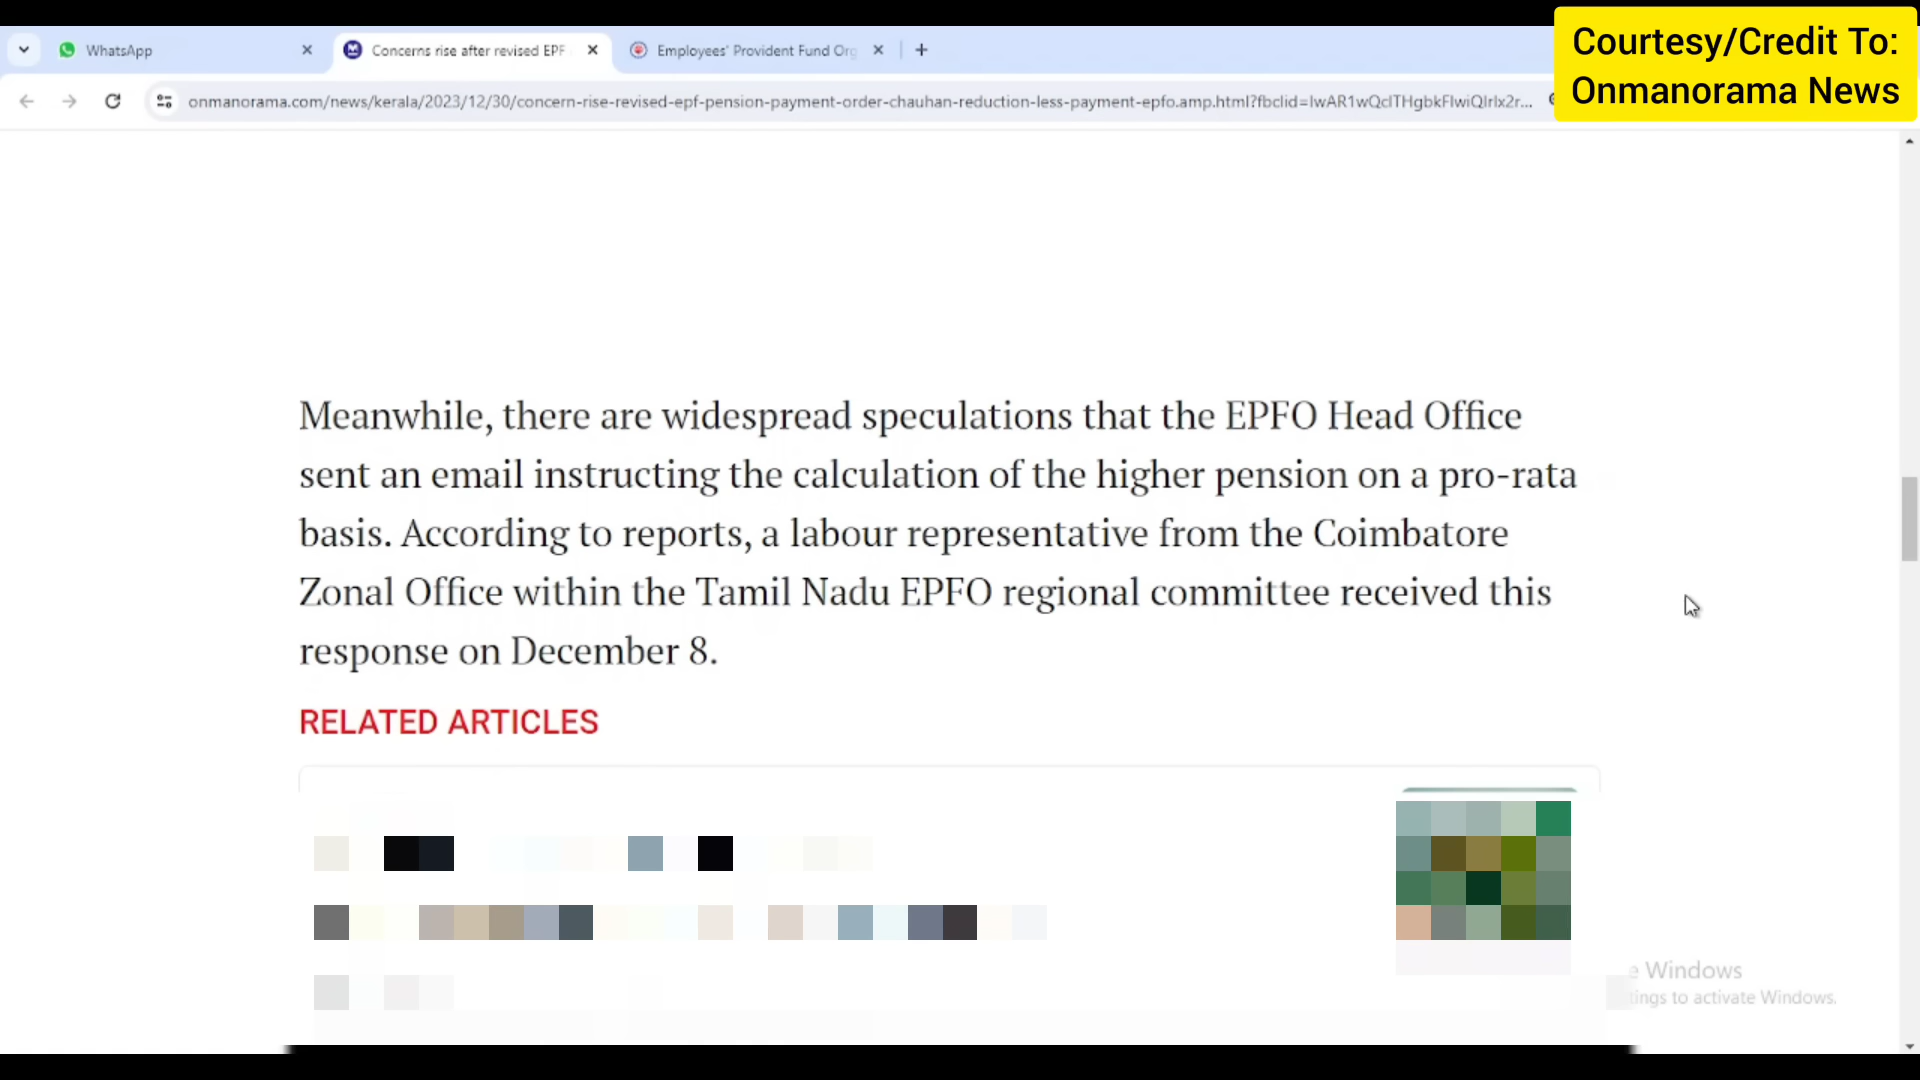 WhatsApp
Concerns rise after revised EPF
Employees' Provident Fund Org
Courtesy/Credit To:
Onmanorama News
onmanorama.com/news/kerala/2023/12/30/concern-rise-revised-epf-pension-payment-order-chauhan-reduction-less-payment-epfo.amp.html?fbclid=IwAR1wQclTHgbkFlwiQIrlx2r...
Meanwhile, there are widespread speculations that the EPFO Head Office
sent an email instructing the calculation of the higher pension on a pro-rata
basis. According to reports, a labour representative from the Coimbatore
Zonal Office within the Tamil Nadu EPFO regional committee received this
response on December 8.
RELATED ARTICLES
e Windows
tings to activate Windows.